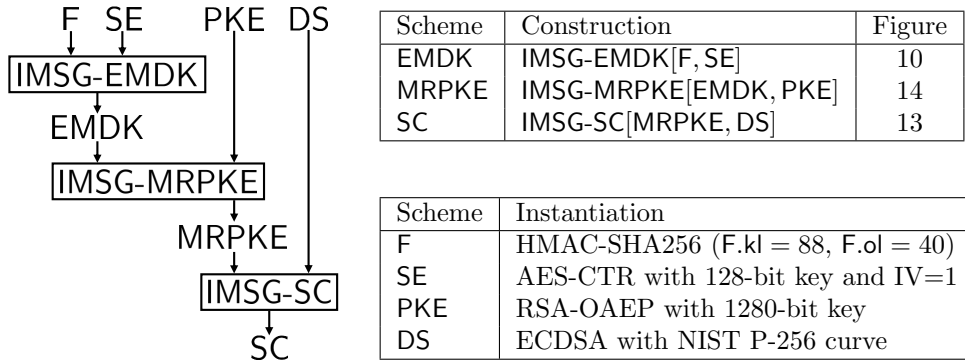 F SE PKE DS
IMSG-EMDK
EMDK
IMSG-MRPKE
MRPKE
IMSG-SC
SC
Scheme Construction Figure
EMDK IMSG-EMDK[F, SE] 10
MRPKE IMSG-MRPKE[EMDK, PKE] 14
SC IMSG-SC[MRPKE, DS] 13
Scheme Instantiation
F HMAC-SHA256 (F.kl = 88, F.ol = 40)
SE AES-CTR with 128-bit key and IV=1
PKE RSA-OAEP with 1280-bit key
DS ECDSA with NIST P-256 curve